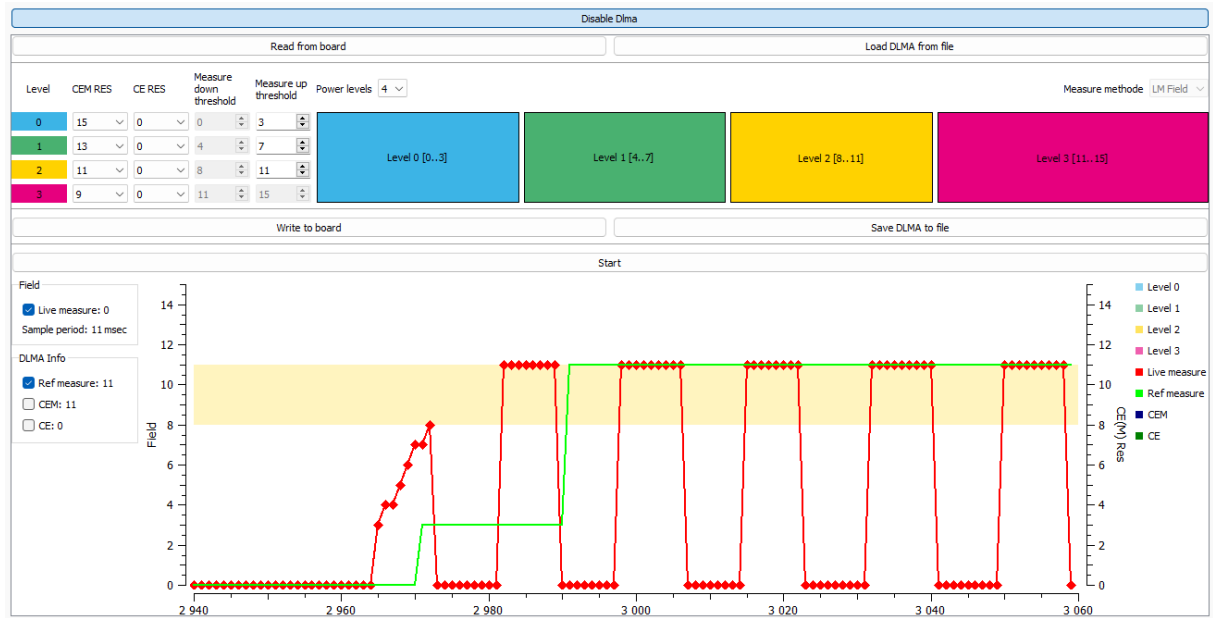 Disable Dlma
Read from board
Load DLMA from file
Level CEM RES CE RES Measure down threshold Measure up threshold Power levels 4 Measure methode LM Field
0 15 0 0 3
1 13 0 4 7
2 11 0 8 11
3 9 0 11 15
Level 0 [0..3] Level 1 [4..7] Level 2 [8..11] Level 3 [11..15]
Write to board
Save DLMA to file
Start
Field
Live measure: 0
Sample period: 11 msec
DLMA Info
Ref measure: 11
CEM: 11
CE: 0
Field
14
12
10
8
6
4
2
0
2 940 2 960 2 980 3 000 3 020 3 040 3 060
14
12
10
8
6
4
2
0
CE(M) Res
Level 0
Level 1
Level 2
Level 3
Live measure
Ref measure
CEM
CE